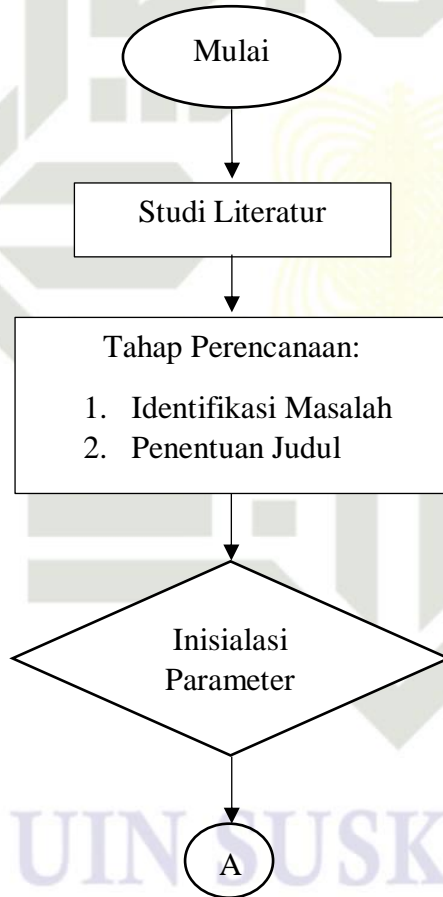 Mulai
Studi Literatur
Tahap Perencanaan:
1. Identifikasi Masalah
2. Penentuan Judul
Inisialasi
Parameter
A
UIN SUSK